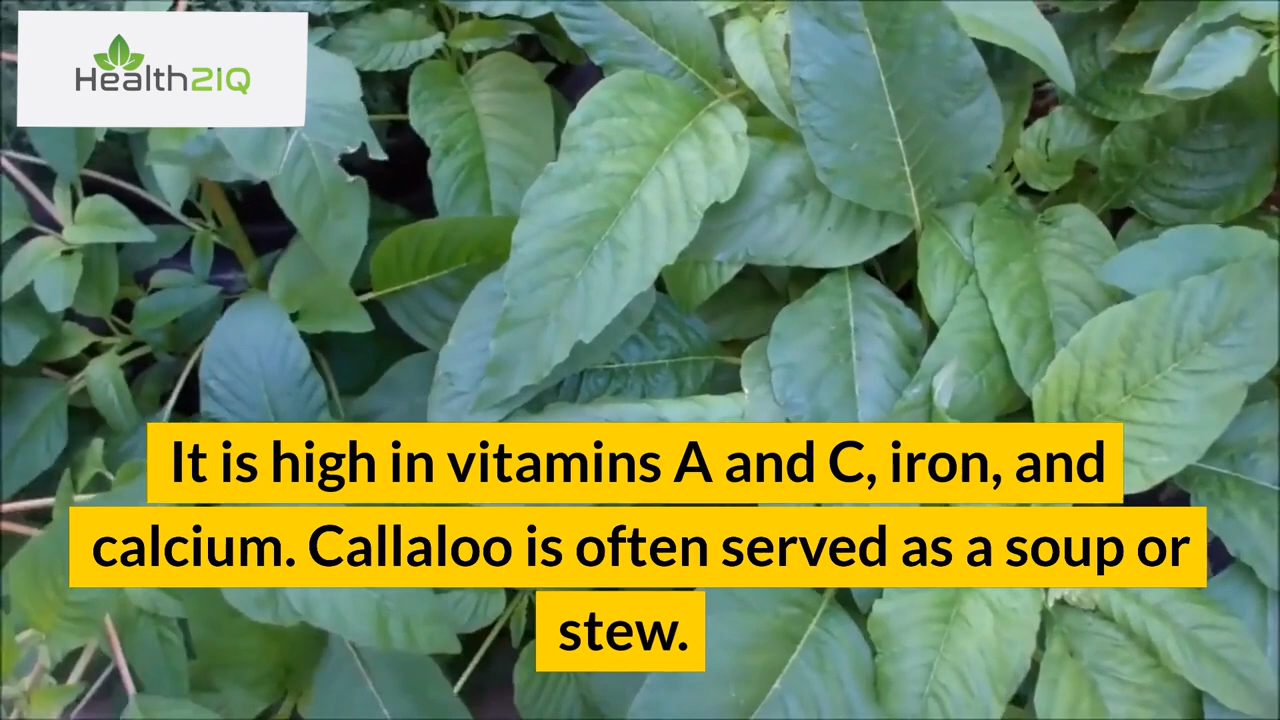 Health2IQ
It is high in vitamins A and C, iron, and
calcium. Callaloo is often served as a soup or
stew.